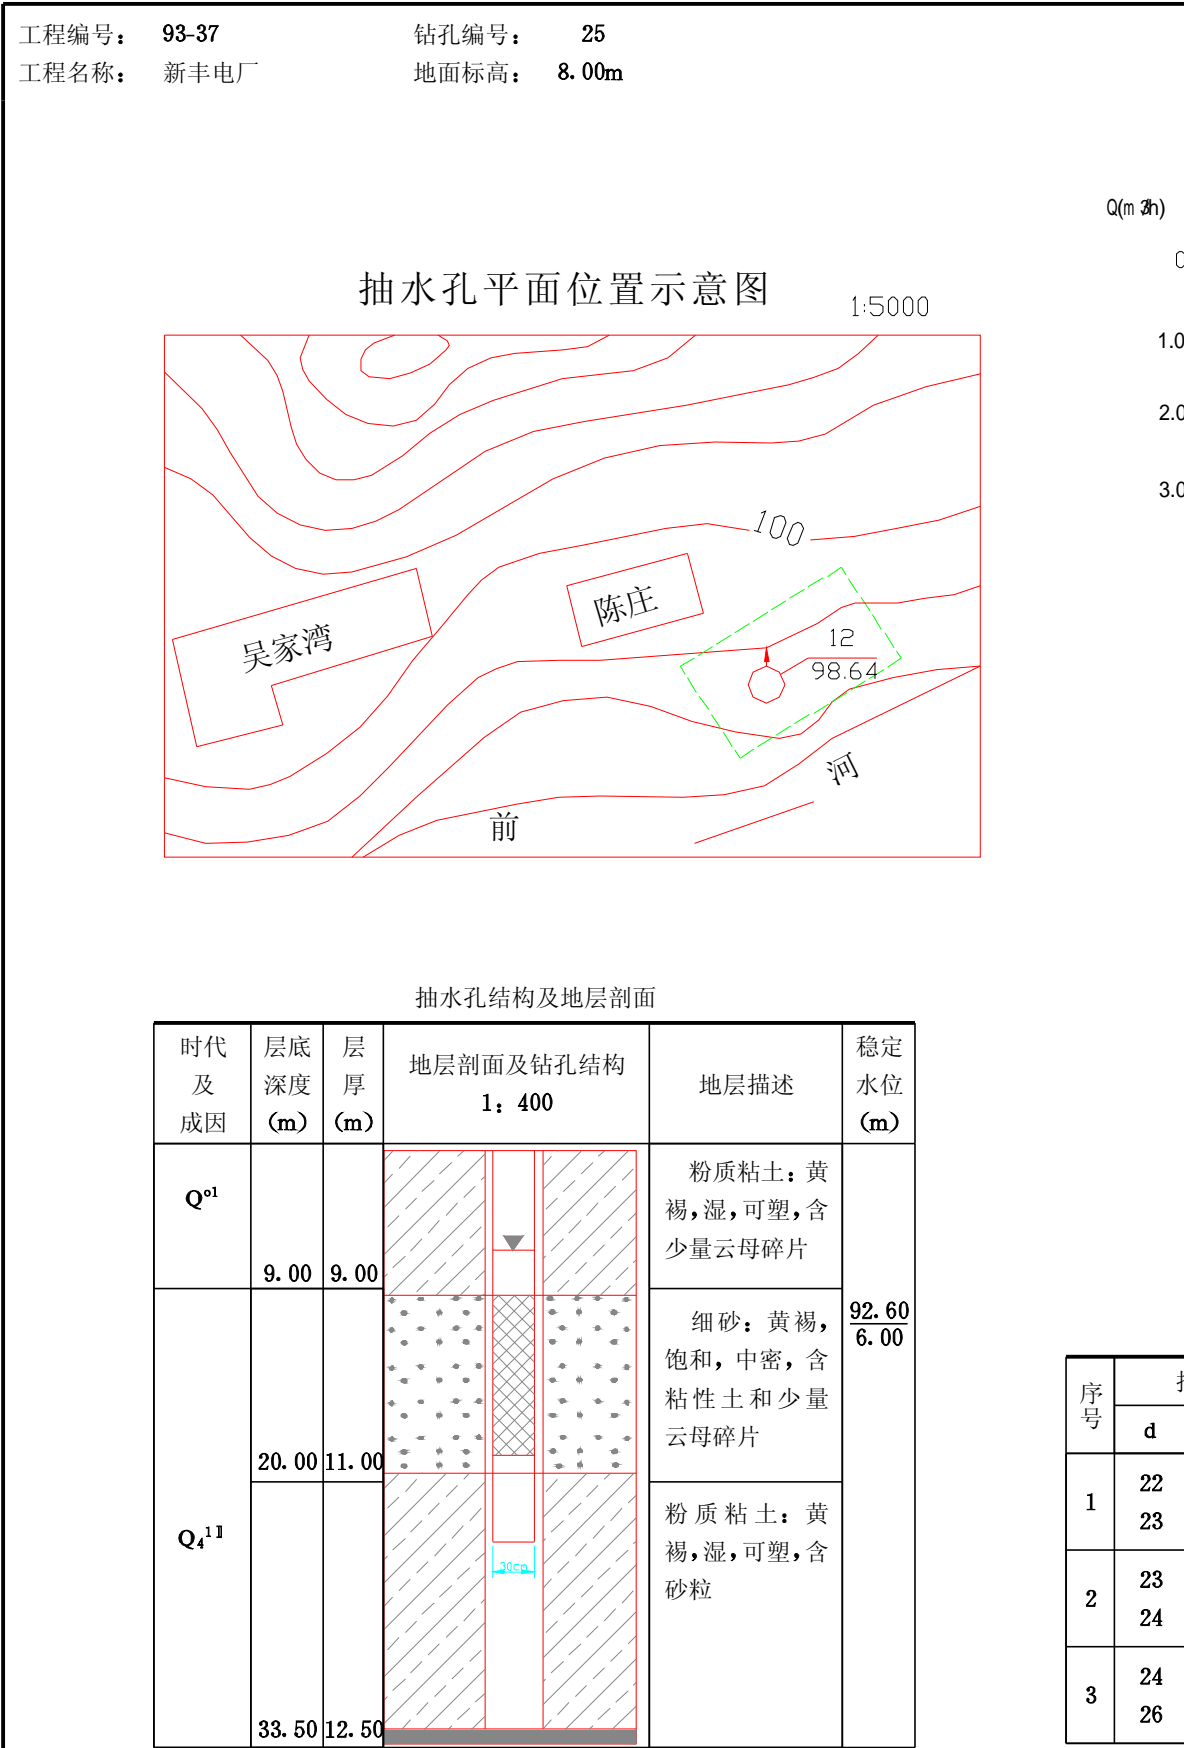 工程编号： 93-37 钻孔编号： 25
工程名称： 新丰电厂 地面标高： 8.00m
Q(m3/h)
抽水孔平面位置示意图
1:5000
1.0
2.0
3.0
100
陈庄
吴家湾
12
98.64
河
前
抽水孔结构及地层剖面
时代及成因
层底深度(m)
层厚(m)
地层剖面及钻孔结构
1：400
地层描述
稳定水位(m)
粉质粘土：黄
褐，湿，可塑，含
少量云母碎片
9.00 9.00
细砂：黄褐，
饱和，中密，含
粘性土和少量
云母碎片
92.60
6.00
20.00 11.00
粉质粘土：黄
褐，湿，可塑，含
砂粒
30cm
33.50 12.50
序号
d
1
22
23
2
23
24
3
24
26